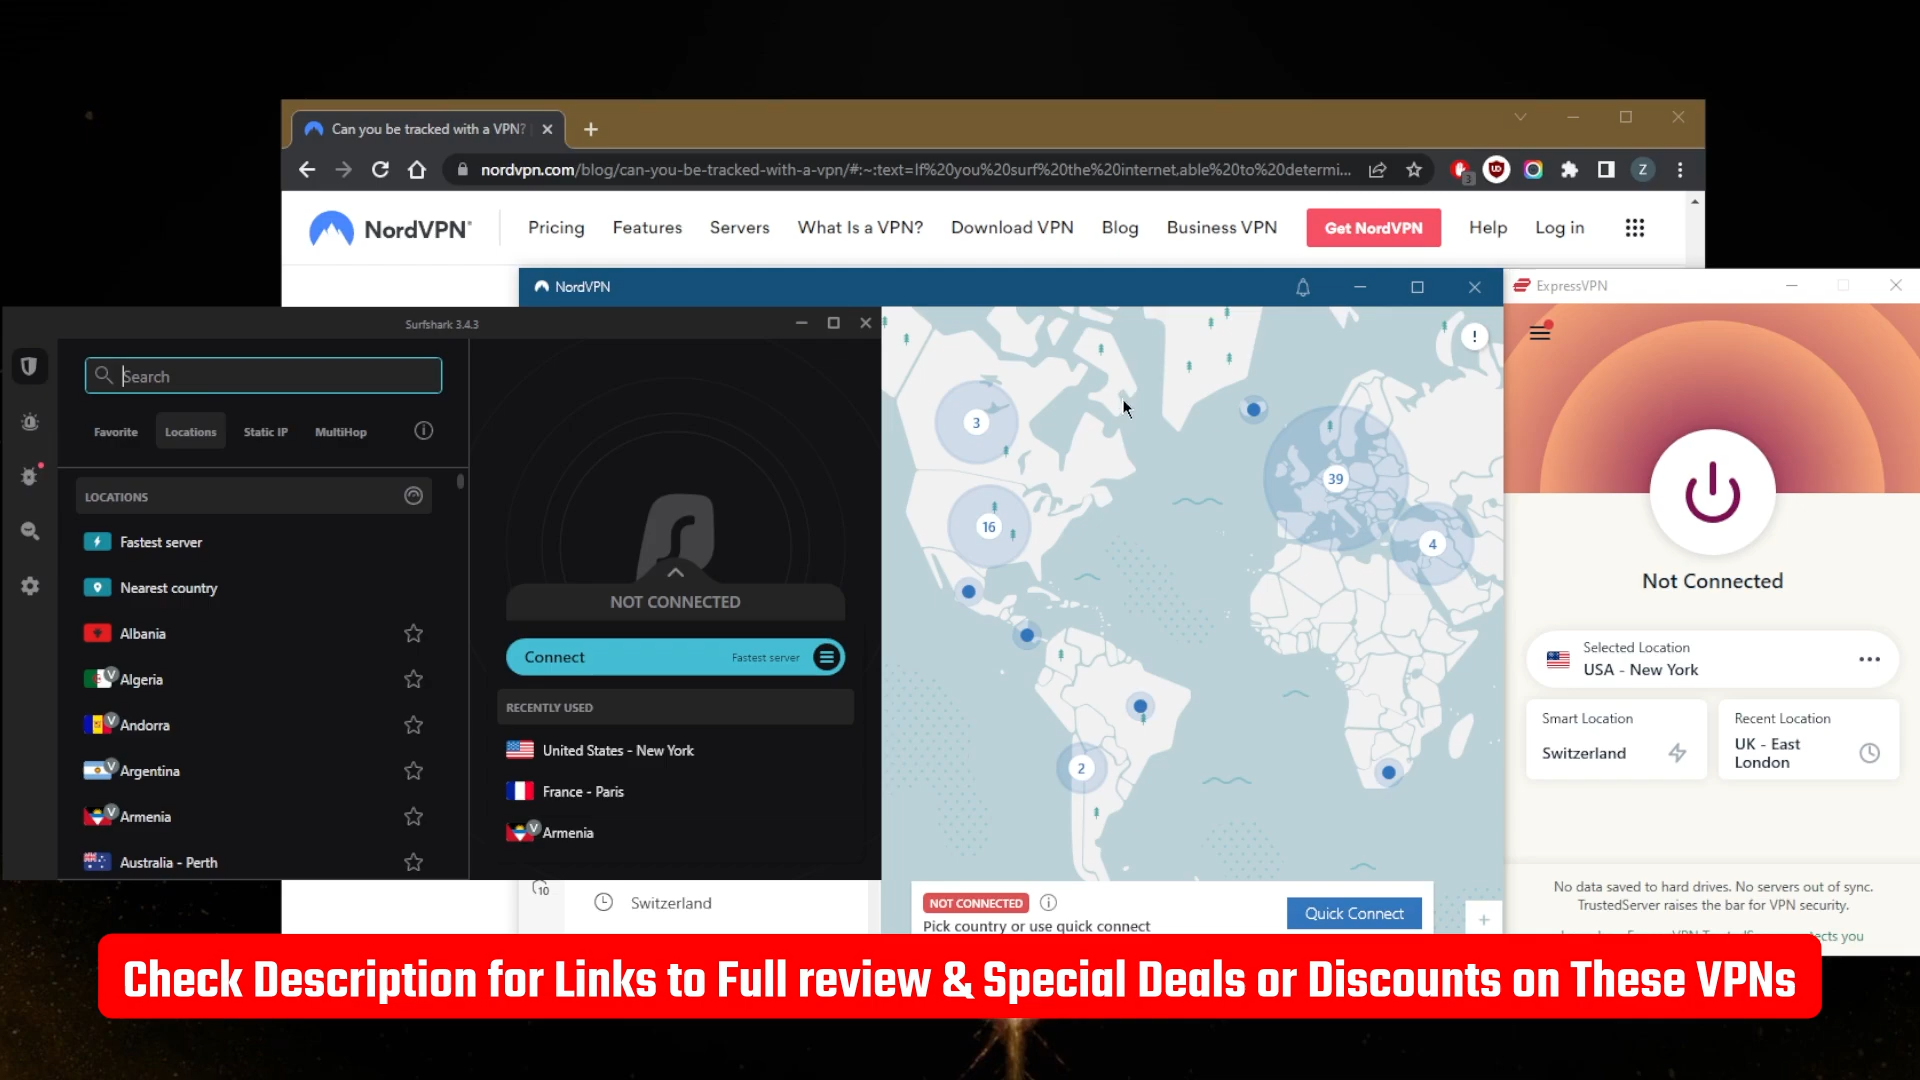 Can you be tracked with a VPN?
nordvpn.com/blog/can-you-be-tracked-with-a-vpn/#:~:text=If%20you%20surf%20the%20internet,able%20to%20determi...
3
Z
NordVPN®
Pricing
Features
Servers
What Is a VPN?
Download VPN
Blog
Business VPN
Get NordVPN
Help
Log in
NordVPN
ExpressVPN
Surfshark 3.4.3
Search
Favorite
Locations
Static IP
MultiHop
LOCATIONS
Fastest server
Nearest country
Albania
V Algeria
V Andorra
V Argentina
V Armenia
Australia - Perth
NOT CONNECTED
Connect
Fastest server
RECENTLY USED
United States - New York
France - Paris
V Armenia
3
16
39
4
2
!
10
Switzerland
NOT CONNECTED
Pick country or use quick connect
Quick Connect
Not Connected
Selected Location
USA - New York
Smart Location
Switzerland
Recent Location
UK - East
London
No data saved to hard drives. No servers out of sync.
TrustedServer raises the bar for VPN security.
you
Check Description for Links to Full review & Special Deals or Discounts on These VPNs